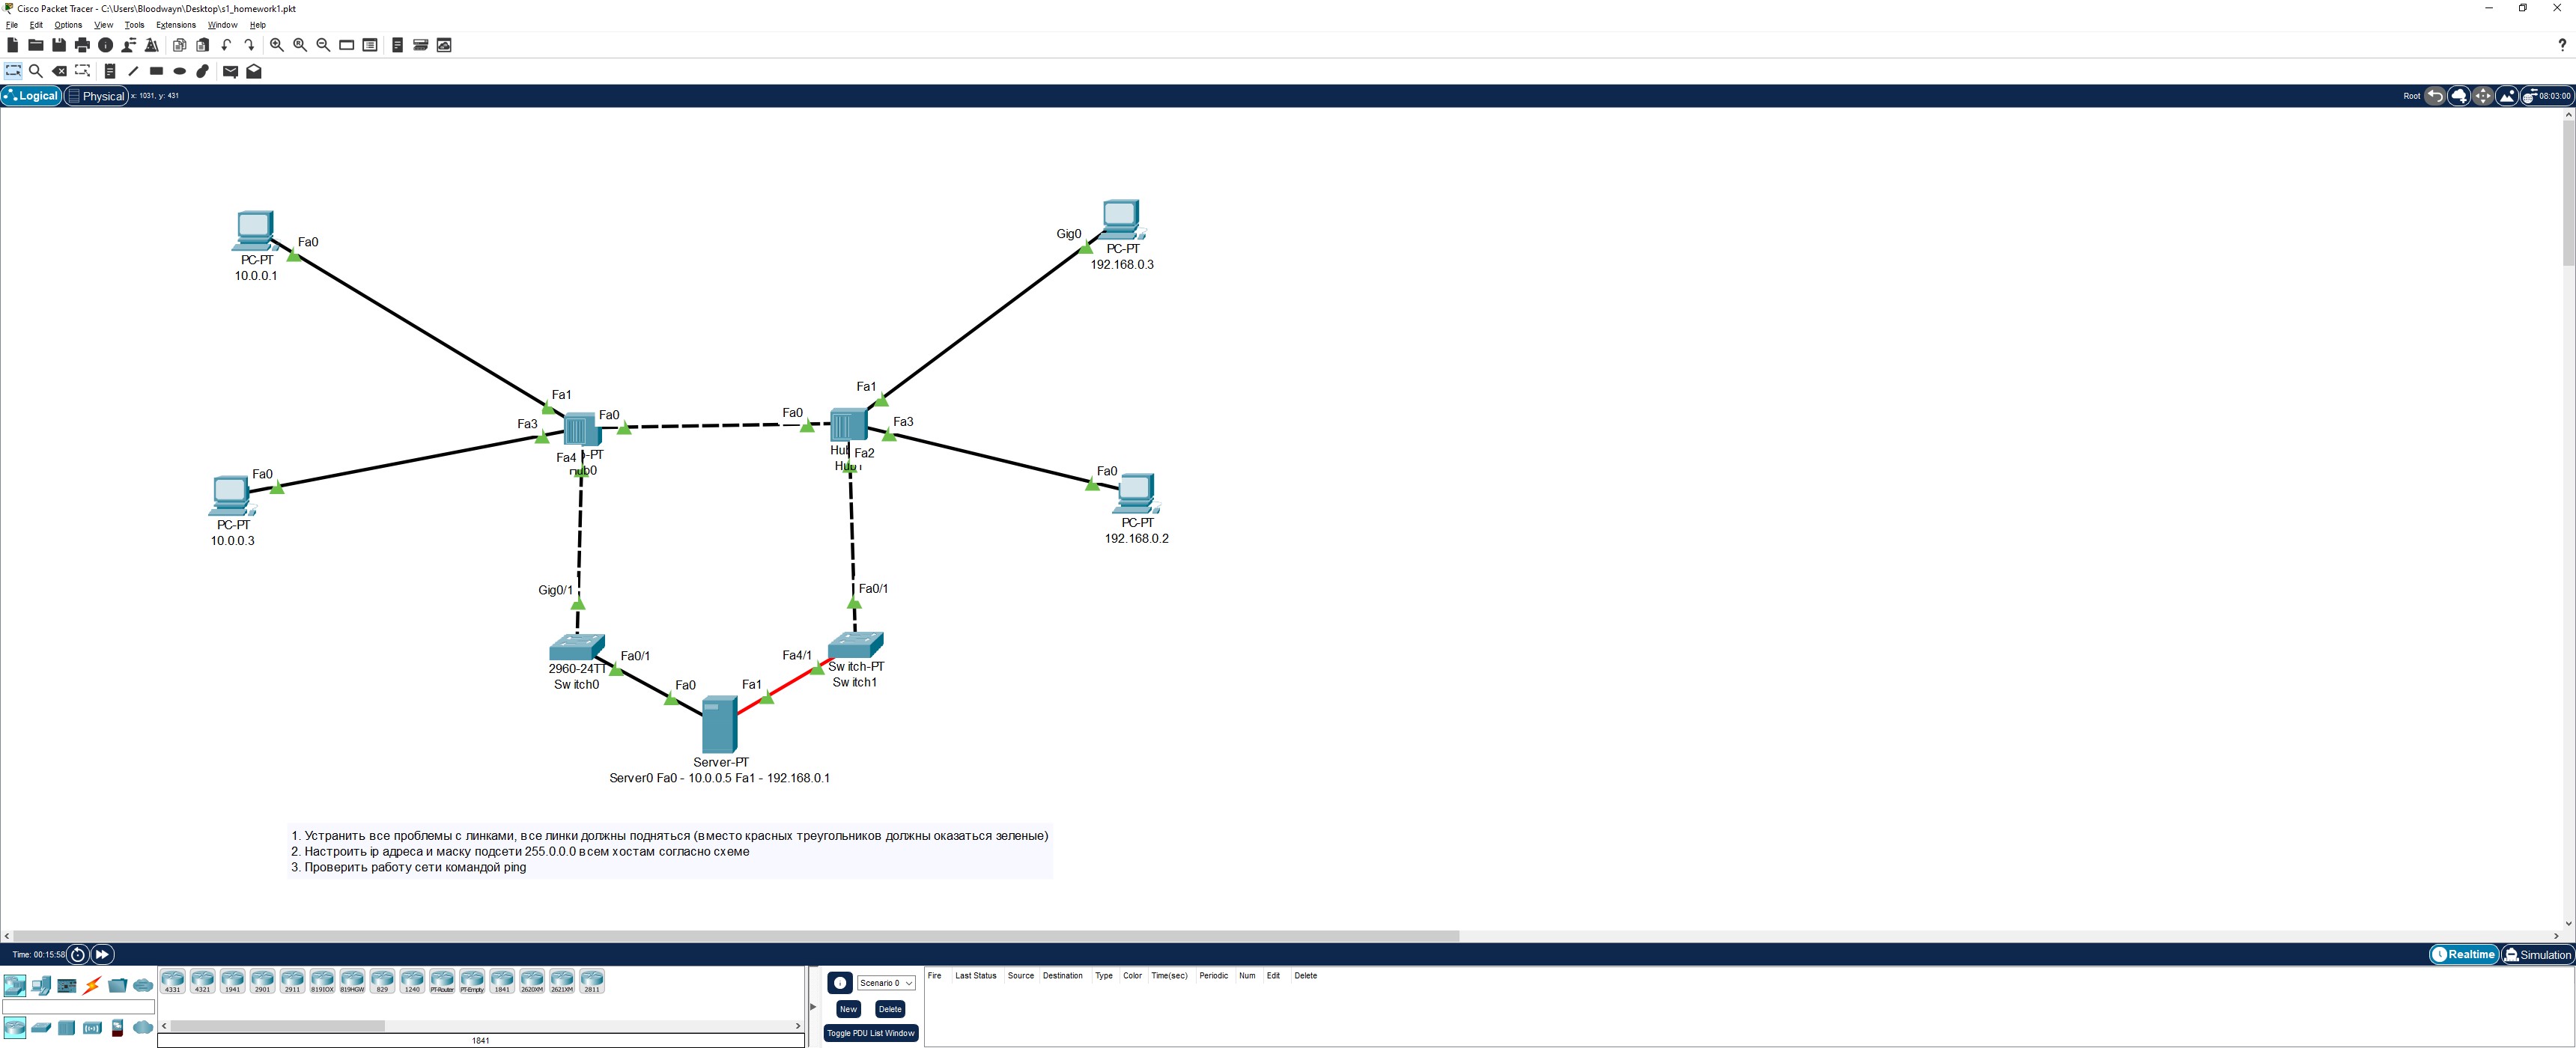 Cisco Packet Tracer - C:\Users\Bloodwayn\Desktop\s1_homework1.pkt
File Edit Options View Tools Extensions Window Help
Logical Physical x: 1031, y: 431 Root 08:03:00
Fa0
PC-PT
10.0.0.1
Gig0
PC-PT
192.168.0.3
Fa1
Fa3
Fa0
Fa0
Fa1
Fa3
Fa4
-PT
Hub0
Hub
Fa2
Hub1
Fa0
PC-PT
10.0.0.3
Fa0
PC-PT
192.168.0.2
Gig0/1
Fa0/1
2960-24TT
Switch0
Fa0/1
Fa4/1
Switch-PT
Switch1
Fa0
Fa1
Server-PT
Server0 Fa0 - 10.0.0.5 Fa1 - 192.168.0.1
1. Устранить все проблемы с линками, все линки должны подняться (вместо красных треугольников должны оказаться зеленые)
2. Настроить ip адреса и маску подсети 255.0.0.0 всем хостам согласно схеме
3. Проверить работу сети командой ping
Time: 00:15:58 Realtime Simulation
4331 4321 1941 2901 2911 819IOX 819HGW 829 1240 PT-Router PT-Empty 1841 2620XM 2621XM 2811
1841
Scenario 0
New Delete
Toggle PDU List Window
Fire Last Status Source Destination Type Color Time(sec) Periodic Num Edit Delete